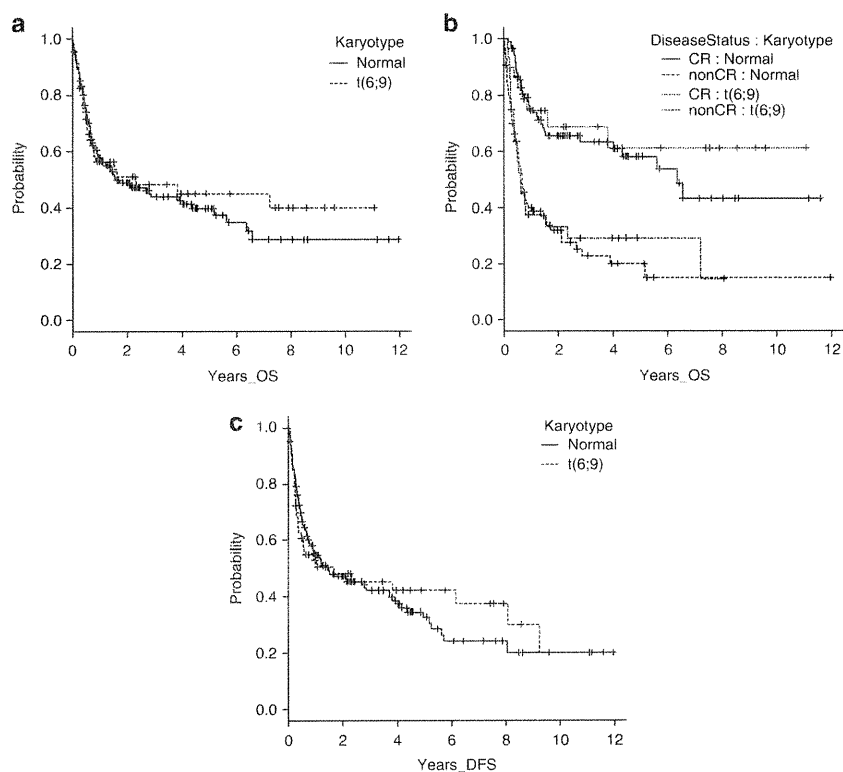 a
Karyotype
Normal
t(6;9)
1.0
0.8
0.6
0.4
0.2
0.0
Probability
0 2 4 6 8 10 12
Years_OS
b
DiseaseStatus : Karyotype
CR : Normal
nonCR : Normal
CR : t(6;9)
nonCR : t(6;9)
1.0
0.8
0.6
0.4
0.2
0.0
Probability
0 2 4 6 8 10 12
Years_OS
c
Karyotype
Normal
t(6;9)
1.0
0.8
0.6
0.4
0.2
0.0
Probability
0 2 4 6 8 10 12
Years_DFS